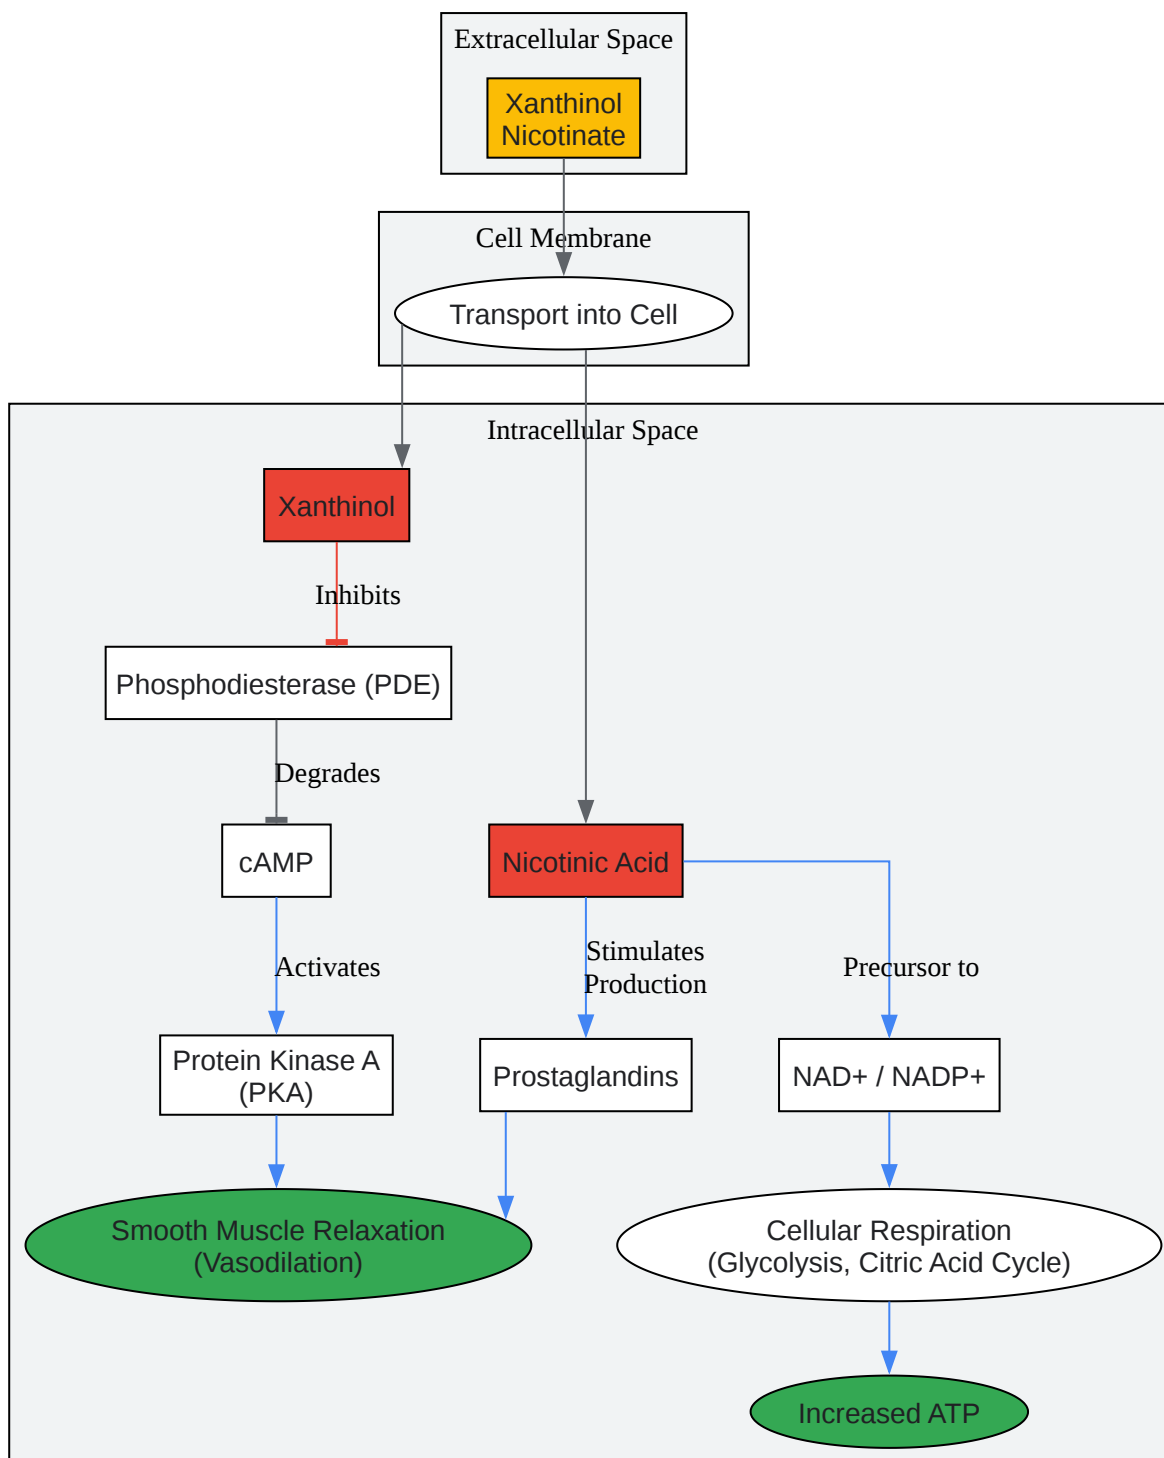 Extracellular Space
Xanthinol
Nicotinate
Cell Membrane
Transport into Cell
Intracellular Space
Xanthinol
Inhibits
Phosphodiesterase (PDE)
Degrades
cAMP
Nicotinic Acid
Activates
Stimulates
Production
Precursor to
Protein Kinase A
(PKA)
Prostaglandins
NAD+ / NADP+
Smooth Muscle Relaxation
(Vasodilation)
Cellular Respiration
(Glycolysis, Citric Acid Cycle)
Increased ATP